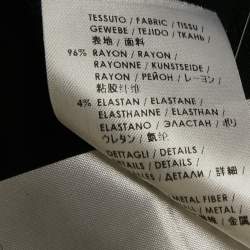 TESSUTO / FABRIC / TISSU /
GEWEBE / TEJIDO / ТКАНЬ /
表地 / 面料
96% RAYON / RAYON /
RAYONNE / KUNSTSEIDE /
RAYON / РЕЙОН / レーヨン /
粘胶纤维
4% ELASTAN / ELASTANE /
ELASTHANNE / ELASTHAN /
ELASTANO / ЭЛАСТАН / ポリ
ウレタン / 氨纶
DETTAGLI / DETAILS /
DETAILS /
ДЕТАЛИ / 詳細 /
METAL FIBER /
/ METAL /